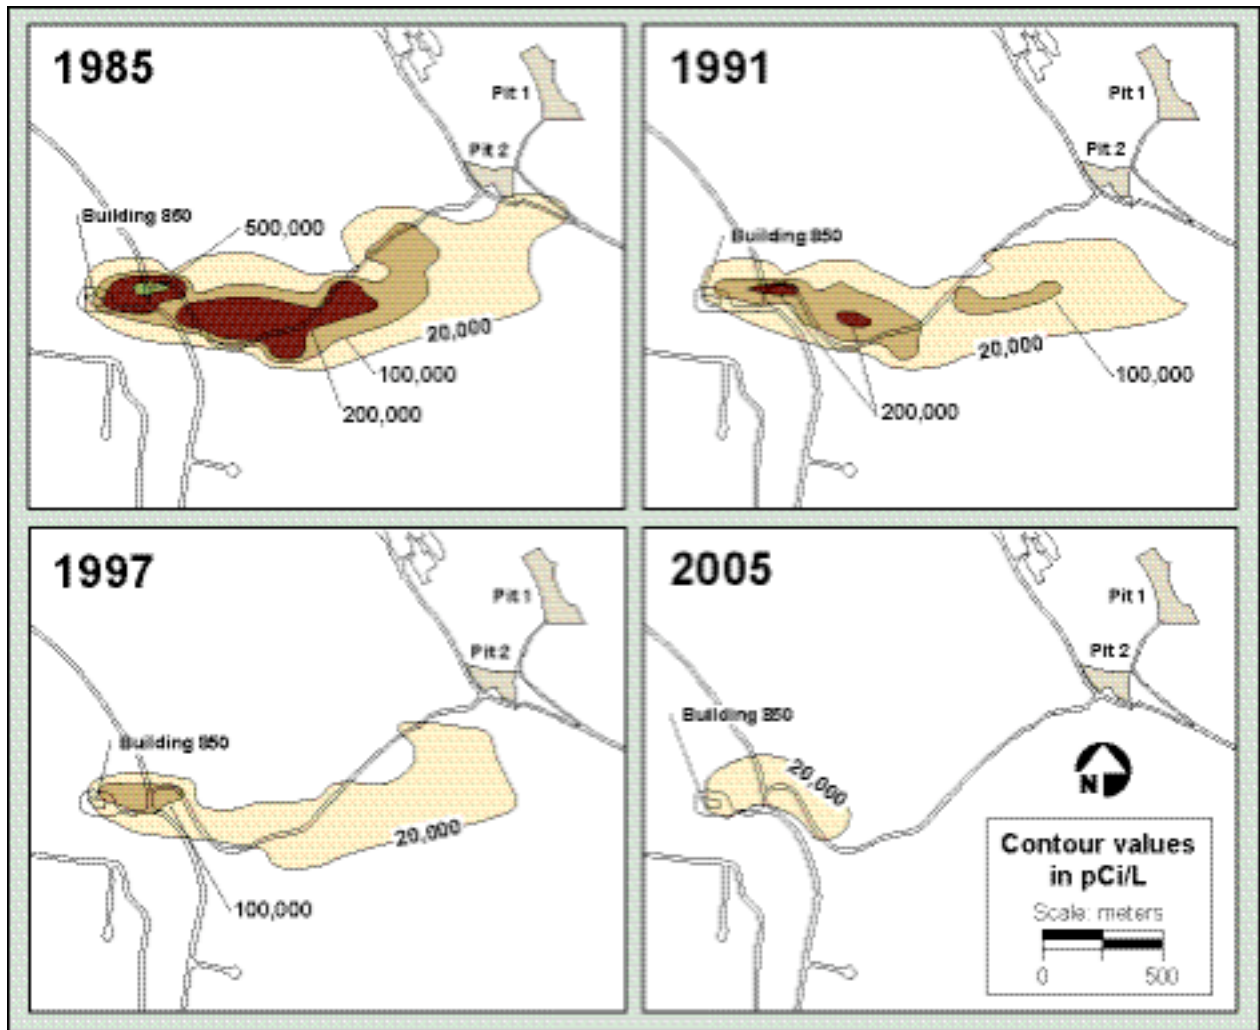 1985
Pit 1
Pit 2
Building 850
500,000
20,000
100,000
200,000
1991
Pit 1
Pit 2
Building 850
20,000
100,000
200,000
1997
Pit 1
Pit 2
Building 850
20,000
100,000
2005
Pit 1
Pit 2
Building 850
20,000
N
Contour values
in pCi/L
Scale: meters
0 500